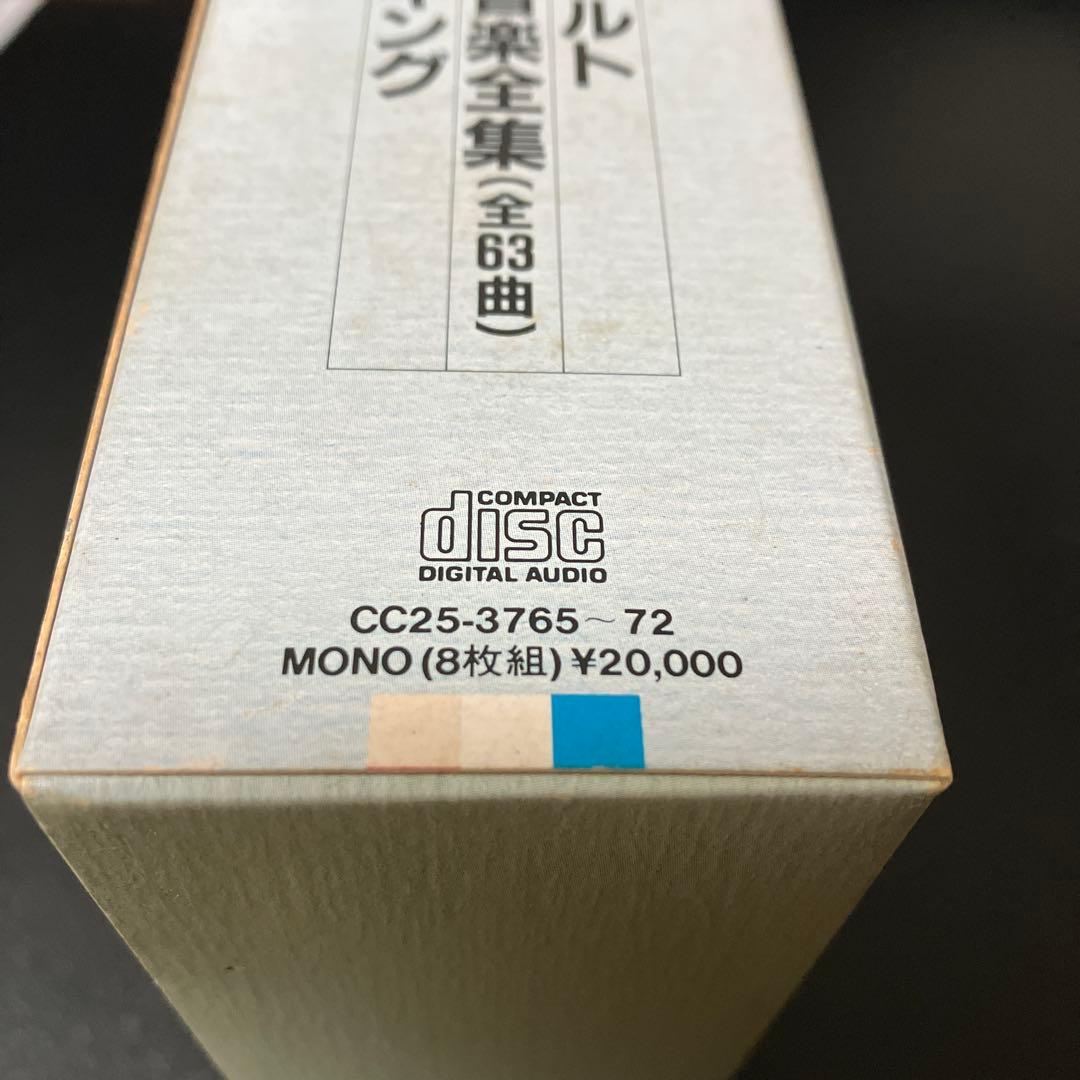 ルト
楽全集(全63曲)
ング
COMPACT
disc
DIGITAL AUDIO
CC25-3765～72
MONO(8枚組)¥20,000